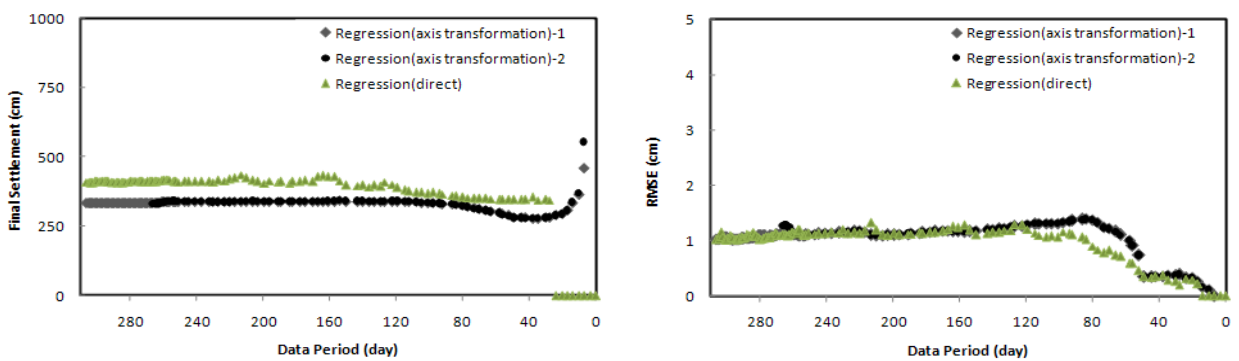 1000
750
500
250
0
Final Settlement (cm)
Regression(axis transformation)-1
Regression(axis transformation)-2
Regression(direct)
280 240 200 160 120 80 40 0
Data Period (day)
5
4
3
2
1
0
RMSE (cm)
Regression(axis transformation)-1
Regression(axis transformation)-2
Regression(direct)
280 240 200 160 120 80 40 0
Data Period (day)